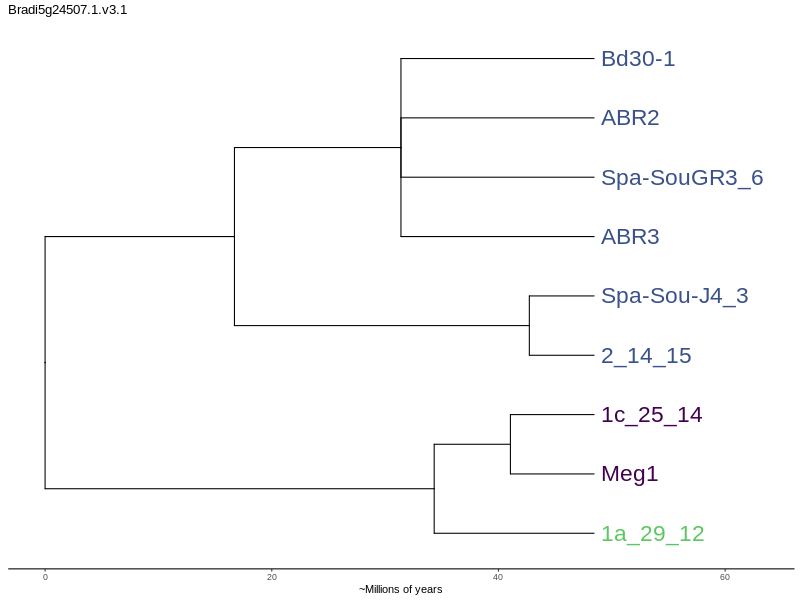 Bradi5g24507.1.v3.1
Bd30-1
ABR2
Spa-SouGR3_6
ABR3
Spa-Sou-J4_3
2_14_15
1c_25_14
Meg1
1a_29_12
0 20 40 60
~Millions of years